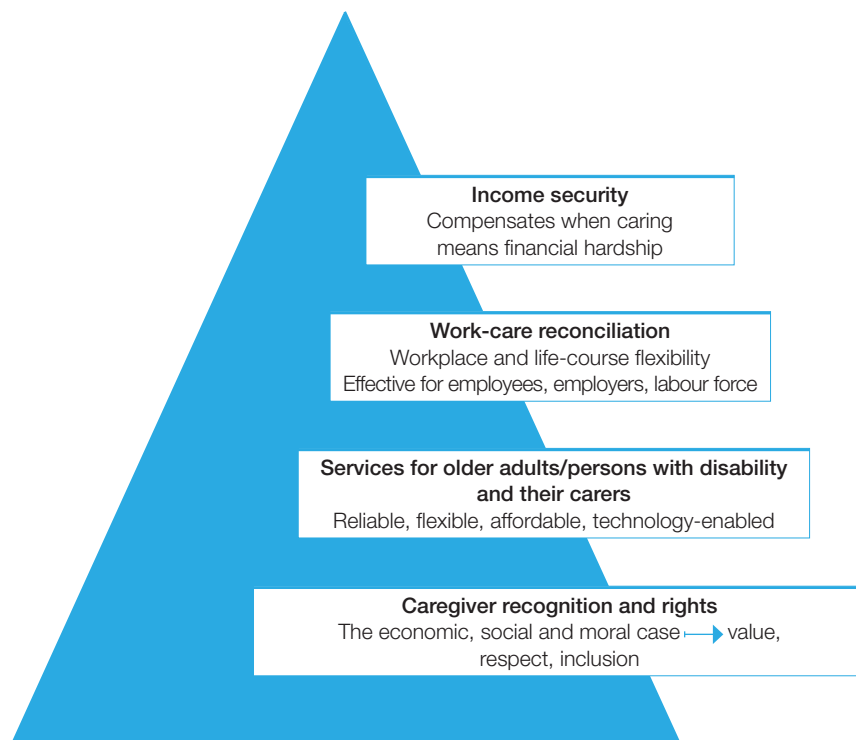 Income security
Compensates when caring
means financial hardship
Work-care reconciliation
Workplace and life-course flexibility
Effective for employees, employers, labour force
Services for older adults/persons with disability
and their carers
Reliable, flexible, affordable, technology-enabled
Caregiver recognition and rights
The economic, social and moral case → value,
respect, inclusion